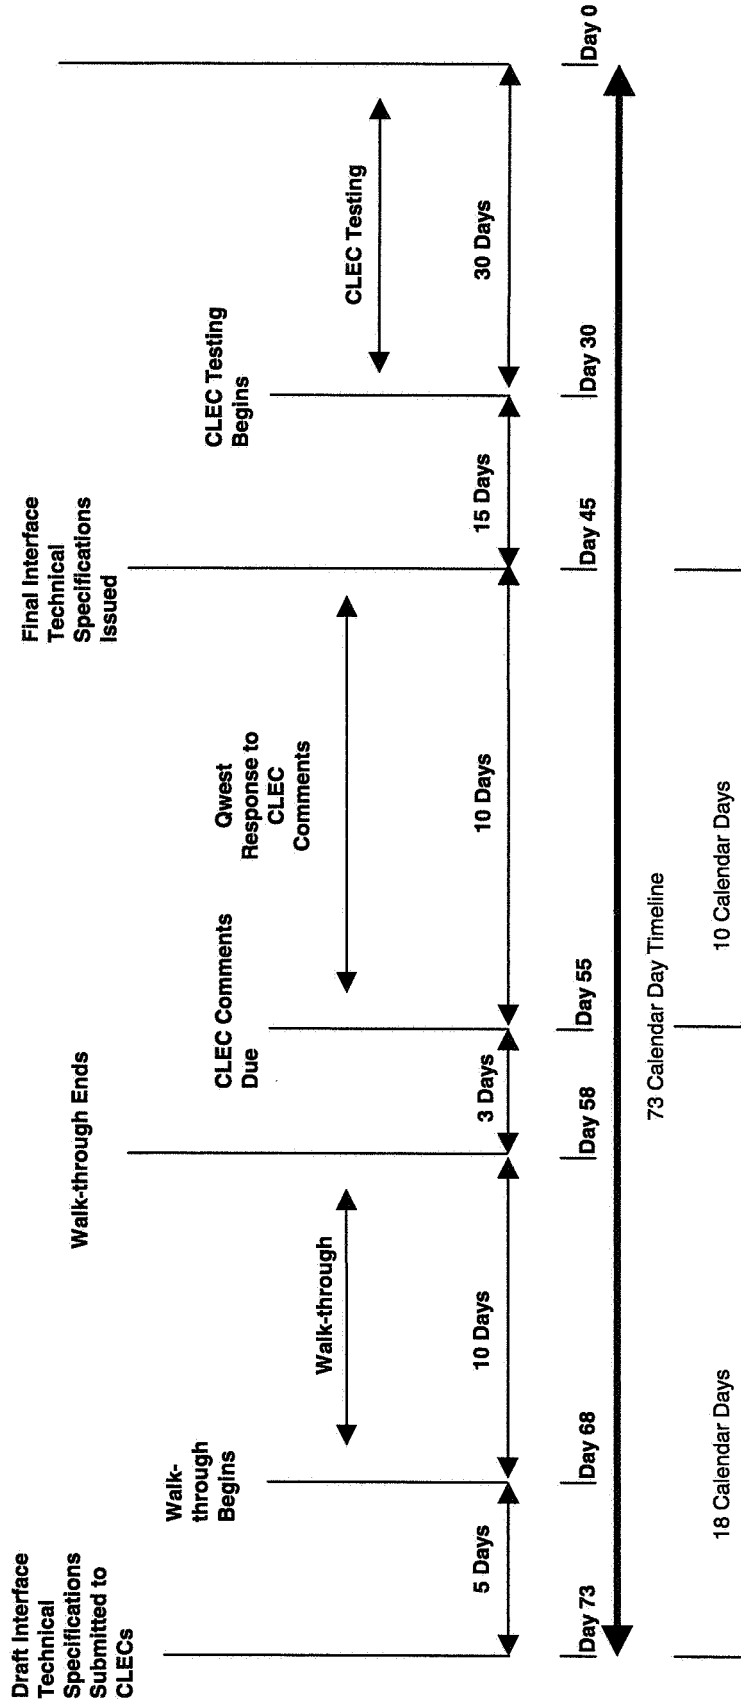 Draft Interface
Technical
Specifications
Submitted to
CLECs
Walk-
through
Begins
Walk-through
Walk-through Ends
CLEC Comments
Due
Qwest
Response to
CLEC
Comments
Final Interface
Technical
Specifications
Issued
CLEC Testing
Begins
CLEC Testing
5 Days
10 Days
3 Days
10 Days
15 Days
30 Days
Day 73
Day 68
Day 58
Day 55
Day 45
Day 30
Day 0
73 Calendar Day Timeline
18 Calendar Days
10 Calendar Days